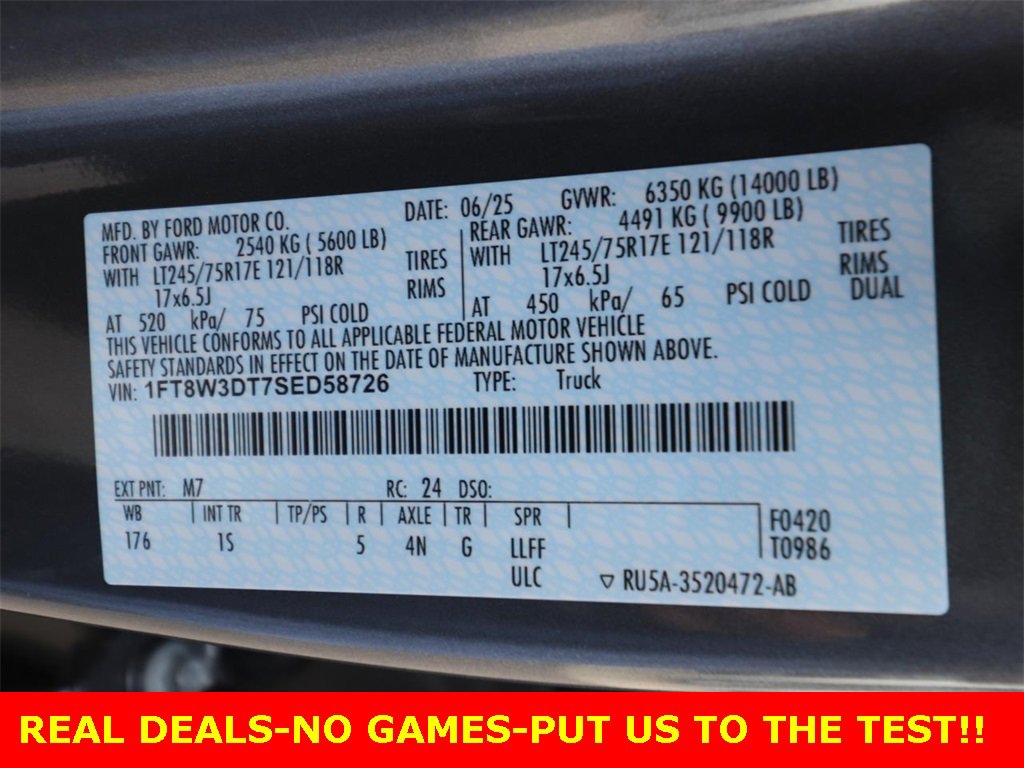 MFD. BY FORD MOTOR CO. DATE: 06/25 GVWR: 6350 KG (14000 LB)
FRONT GAWR: 2540 KG ( 5600 LB) REAR GAWR: 4491 KG ( 9900 LB)
WITH LT245/75R17E 121/118R TIRES WITH LT245/75R17E 121/118R TIRES
17x6.5J RIMS 17x6.5J RIMS
AT 520 kPa/ 75 PSI COLD AT 450 kPa/ 65 PSI COLD DUAL
THIS VEHICLE CONFORMS TO ALL APPLICABLE FEDERAL MOTOR VEHICLE
SAFETY STANDARDS IN EFFECT ON THE DATE OF MANUFACTURE SHOWN ABOVE.
VIN: 1FT8W3DT7SED58726 TYPE: Truck
EXT PNT: M7 RC: 24 DSO:
WB INT TR TP/PS R AXLE TR SPR F0420
176 1S 5 4N G LLFF T0986
ULC RU5A-3520472-AB
REAL DEALS-NO GAMES-PUT US TO THE TEST!!